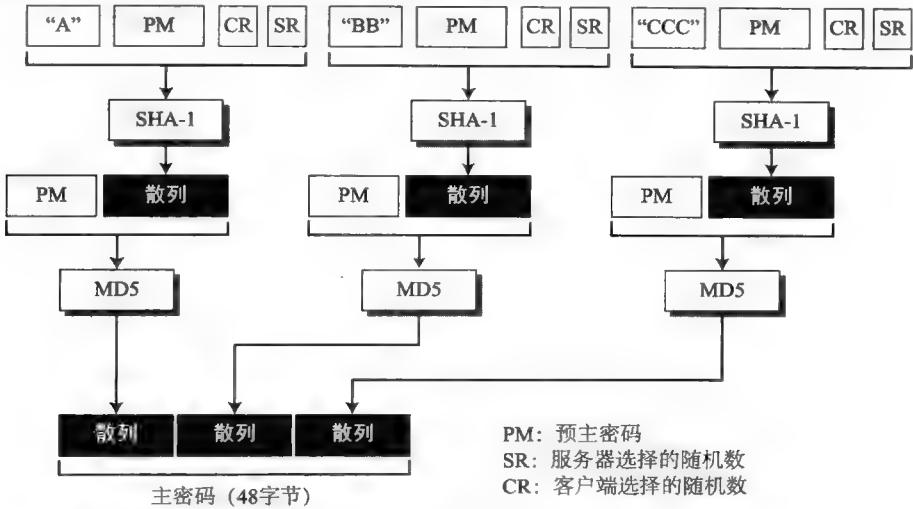 “A” PM CR SR “BB” PM CR SR “CCC” PM CR SR
SHA-1 SHA-1 SHA-1
PM 散列 PM 散列 PM 散列
MD5 MD5 MD5
散列 散列 散列
主密码 (48字节)
PM: 预主密码
SR: 服务器选择的随机数
CR: 客户端选择的随机数